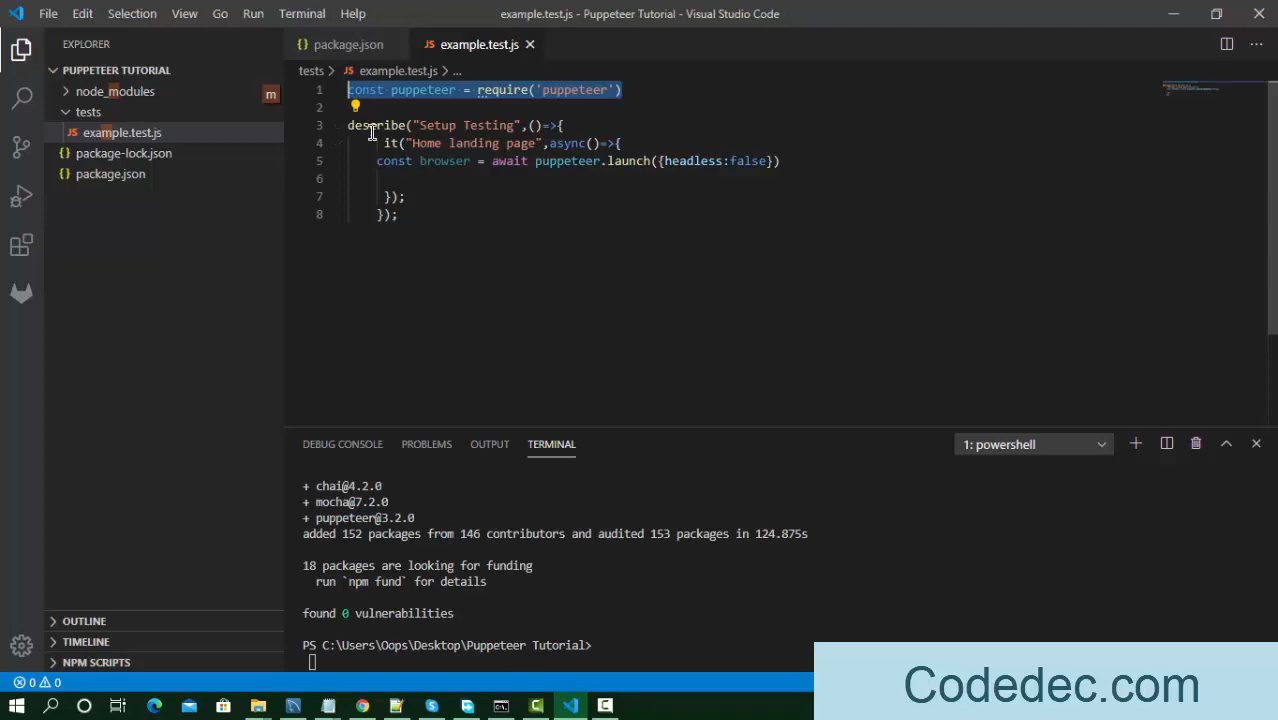 File Edit Selection View Go Run Terminal Help example.test.js - Puppeteer Tutorial - Visual Studio Code
EXPLORER
PUPPETEER TUTORIAL
node_modules m
tests
example.test.js
package-lock.json
package.json
OUTLINE
TIMELINE
NPM SCRIPTS
{} package.json JS example.test.js
tests > JS example.test.js > ...
1 const puppeteer = require('puppeteer')
2
3 describe("Setup Testing",()=>{
4 it("Home landing page",async()=>{
5 const browser = await puppeteer.launch({headless:false})
6
7 });
8 });
DEBUG CONSOLE PROBLEMS OUTPUT TERMINAL 1: powershell
+ chai@4.2.0
+ mocha@7.2.0
+ puppeteer@3.2.0
added 152 packages from 146 contributors and audited 153 packages in 124.875s
18 packages are looking for funding
run `npm fund` for details
found 0 vulnerabilities
PS C:\Users\Oops\Desktop\Puppeteer Tutorial>
0 0
Codedec.com